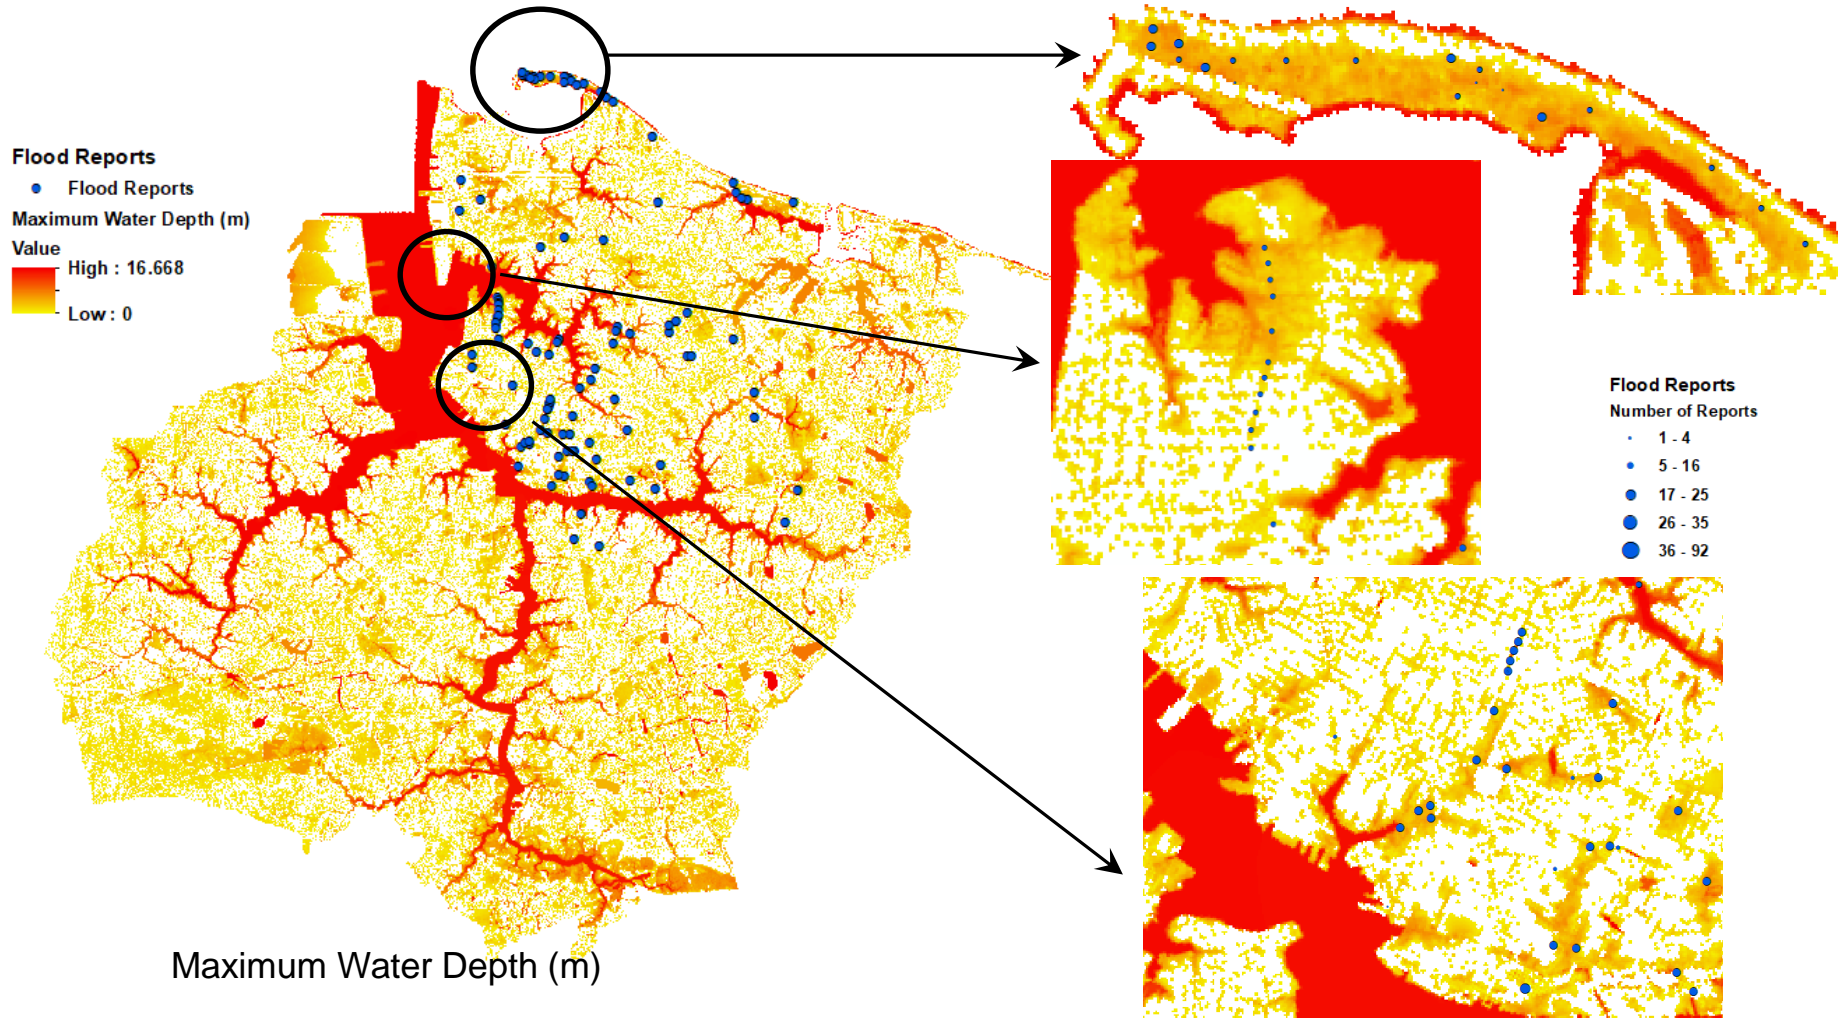 Flood Reports
Flood Reports
Maximum Water Depth (m)
Value
High : 16.668
Low : 0
Flood Reports
Number of Reports
1 - 4
5 - 16
17 - 25
26 - 35
36 - 92
Maximum Water Depth (m)